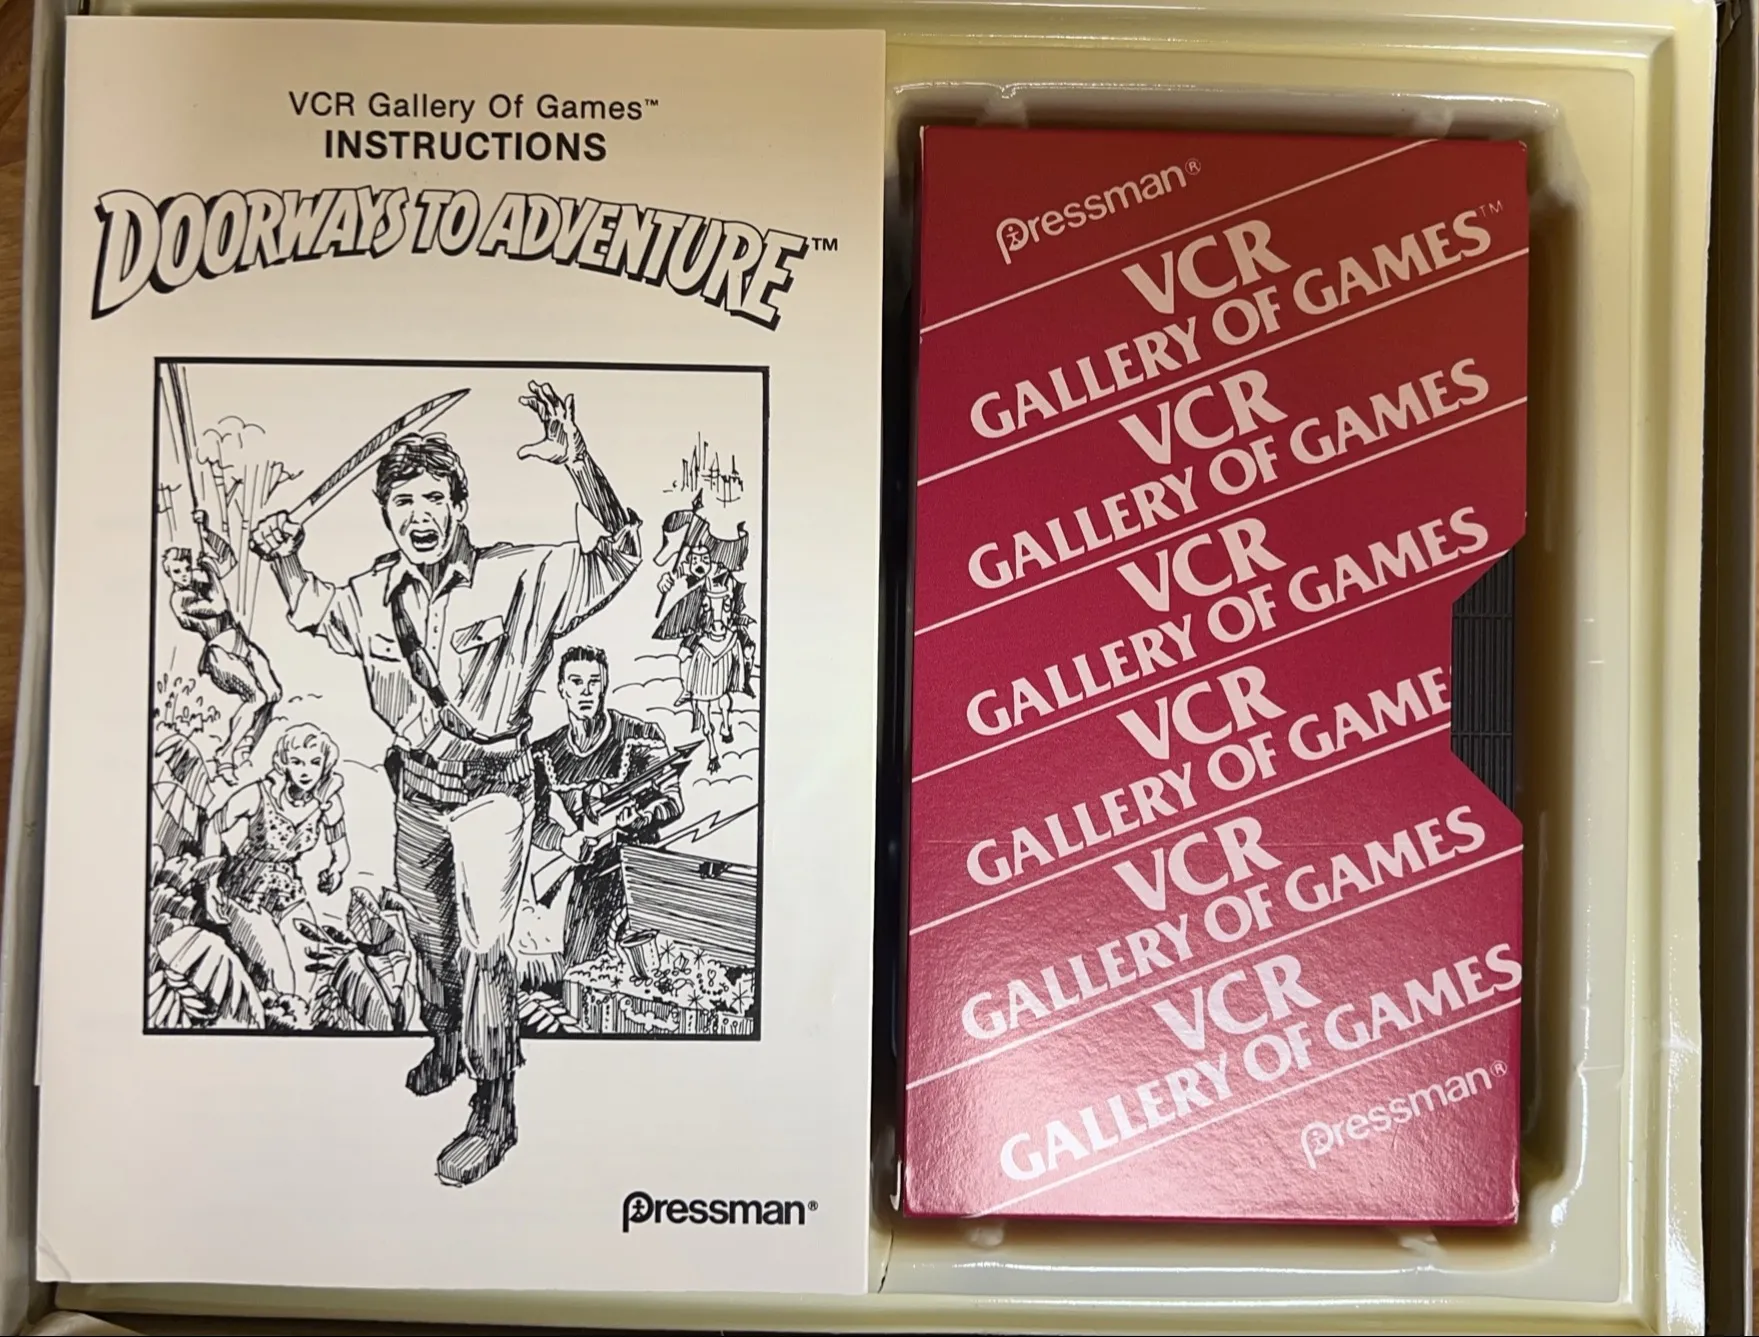 VCR Gallery Of Games™
INSTRUCTIONS
DOORWAYS TO ADVENTURE™
Pressman®
Pressman®
VCR
GALLERY OF GAMES™
VCR
GALLERY OF GAMES
VCR
GALLERY OF GAMES
VCR
GALLERY OF GAME
VCR
GALLERY OF GAMES
VCR
GALLERY OF GAMES
Pressman®